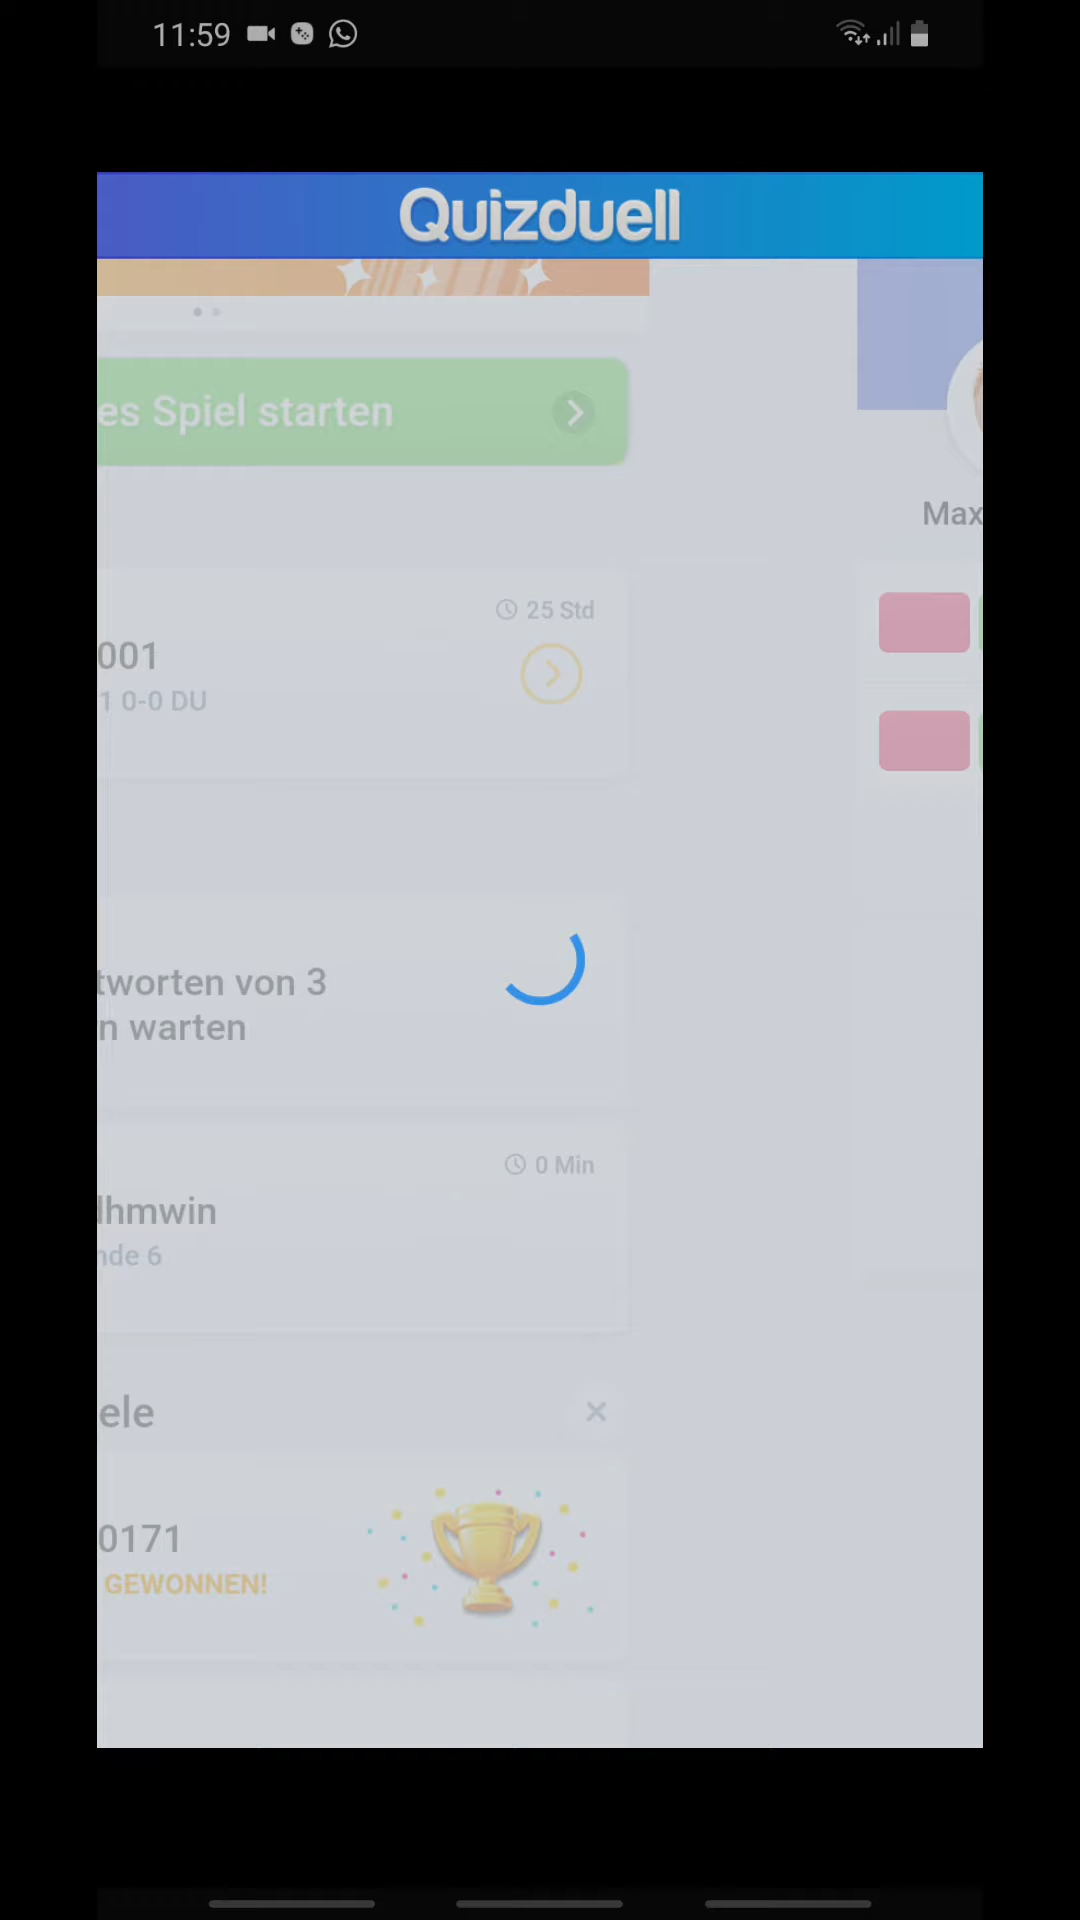 11:59
Quizduell
es Spiel starten
Max
25 Std
001
1 0-0 DU
tworten von 3
n warten
0 Min
dhmwin
nde 6
ele
0171
GEWONNEN!